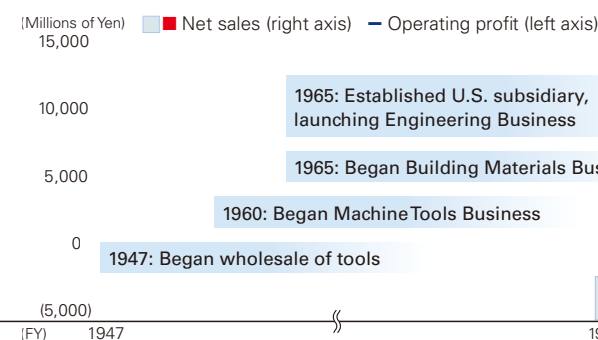 (Millions of Yen) Net sales (right axis) Operating profit (left axis)
15,000
1965: Established U.S. subsidiary,
10,000
launching Engineering Business
5,000
1965: Began Building Materials
1960: Began Machine Tools Business
0
1947: Began wholesale of tools
(5,000)
(FY) 1947